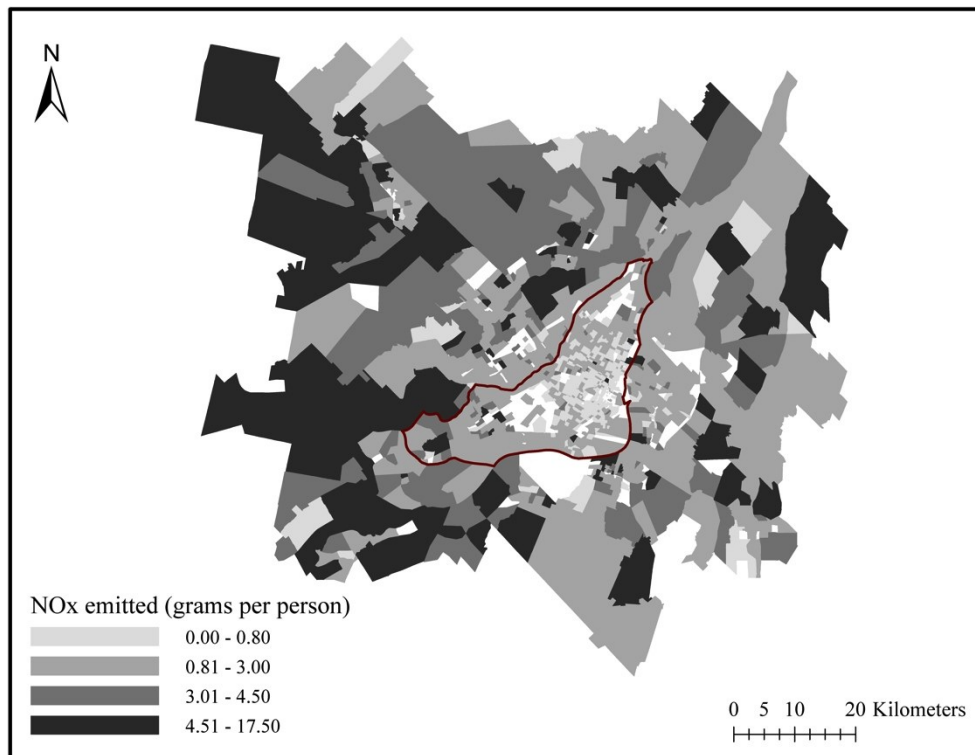 N
NOx emitted (grams per person)
0.00 - 0.80
0.81 - 3.00
3.01 - 4.50
4.51 - 17.50
0 5 10 20 Kilometers